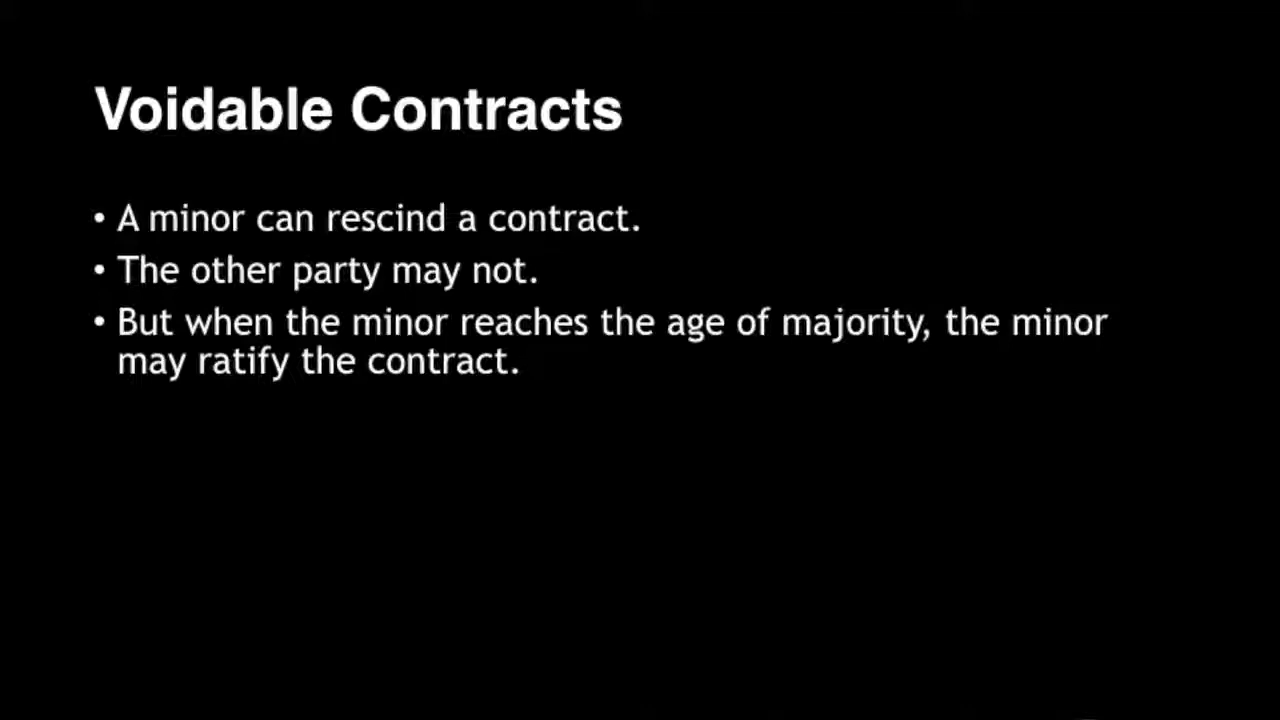 Voidable Contracts
• A minor can rescind a contract.
• The other party may not.
• But when the minor reaches the age of majority, the minor
may ratify the contract.